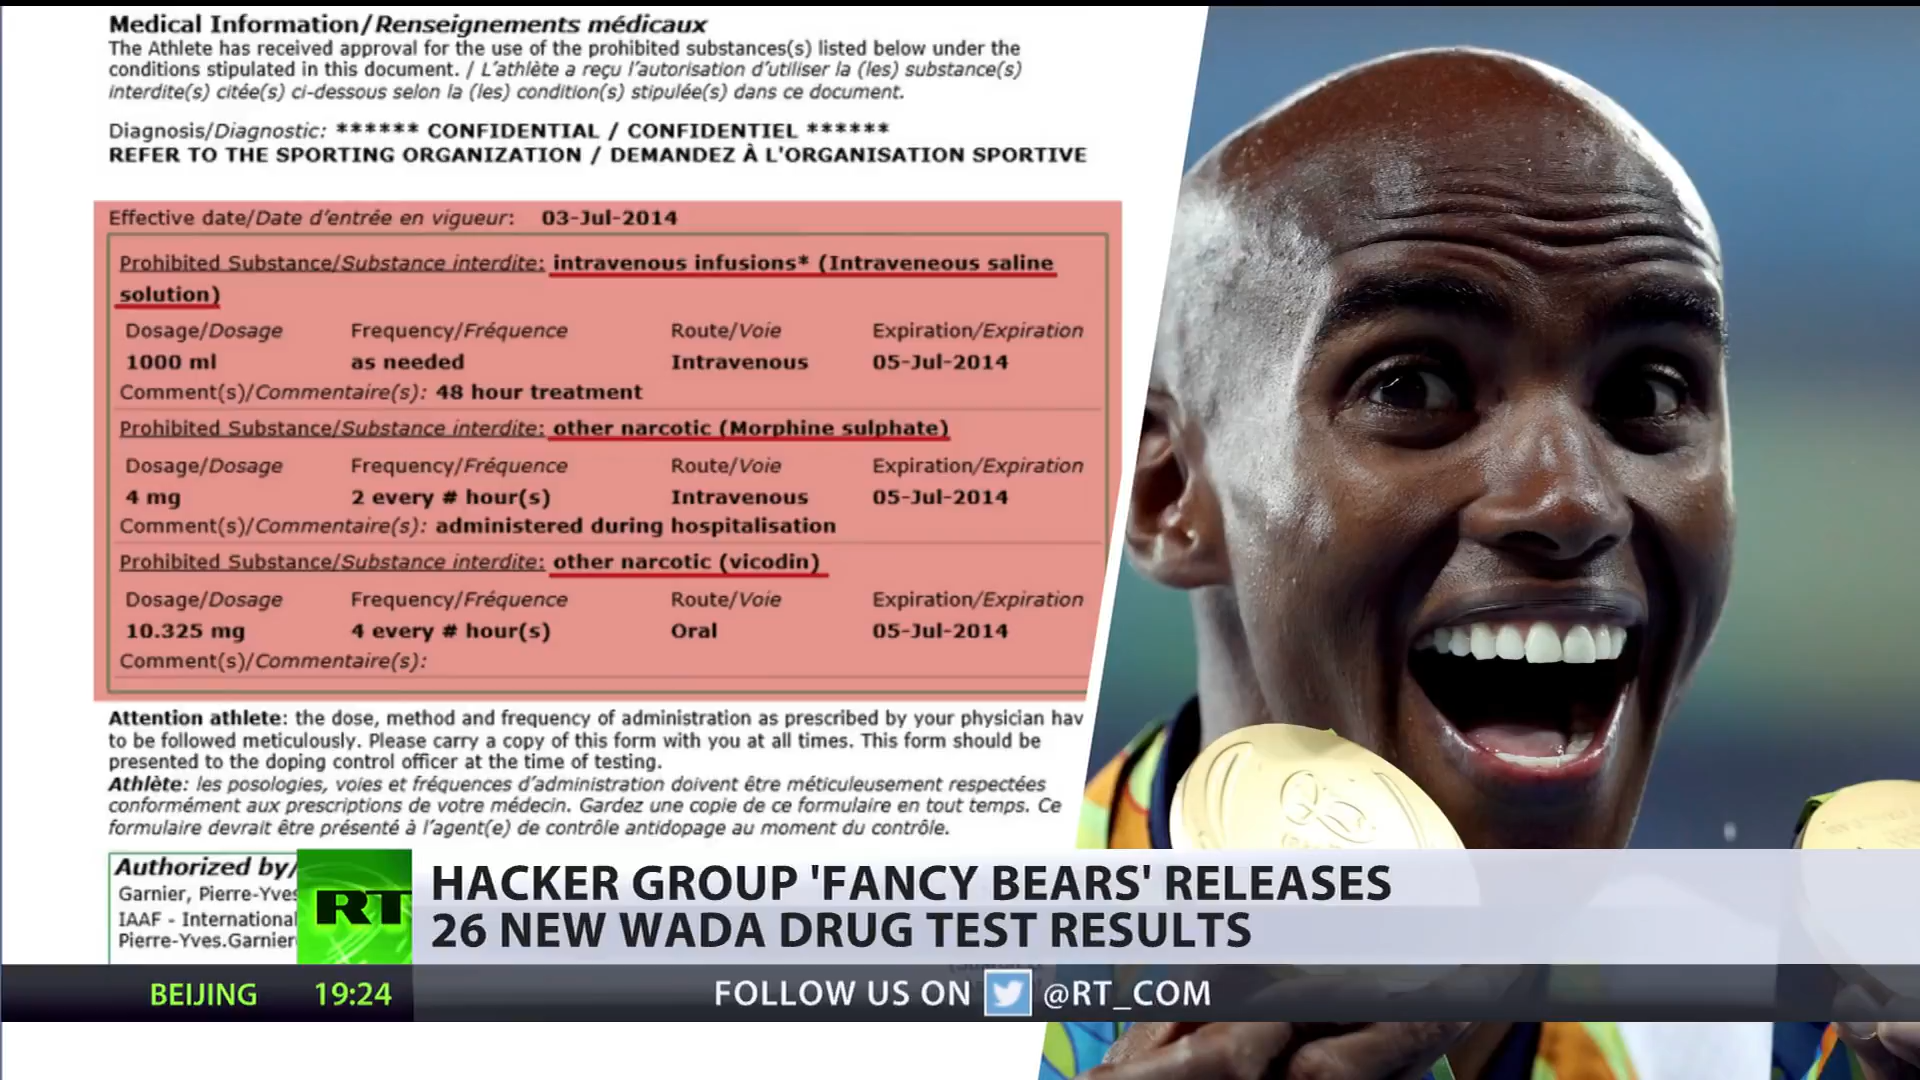 Medical Information/Renseignements médicaux
The Athlete has received approval for the use of the prohibited substances(s) listed below under the
conditions stipulated in this document. / L'athlète a reçu l'autorisation d'utiliser la (les) substance(s)
interdite(s) citée(s) ci-dessous selon la (les) condition(s) stipulée(s) dans ce document.
Diagnosis/Diagnostic: ****** CONFIDENTIAL / CONFIDENTIEL ******
REFER TO THE SPORTING ORGANIZATION / DEMANDEZ À L'ORGANISATION SPORTIVE
Effective date/Date d'entrée en vigueur: 03-Jul-2014
Prohibited Substance/Substance interdite: intravenous infusions* (Intraveneous saline
solution)
Dosage/Dosage Frequency/Fréquence Route/Voie Expiration/Expiration
1000 ml as needed Intravenous 05-Jul-2014
Comment(s)/Commentaire(s): 48 hour treatment
Prohibited Substance/Substance interdite: other narcotic (Morphine sulphate)
Dosage/Dosage Frequency/Fréquence Route/Voie Expiration/Expiration
4 mg 2 every # hour(s) Intravenous 05-Jul-2014
Comment(s)/Commentaire(s): administered during hospitalisation
Prohibited Substance/Substance interdite: other narcotic (vicodin)
Dosage/Dosage Frequency/Fréquence Route/Voie Expiration/Expiration
10.325 mg 4 every # hour(s) Oral 05-Jul-2014
Comment(s)/Commentaire(s):
Attention athlete: the dose, method and frequency of administration as prescribed by your physician hav
to be followed meticulously. Please carry a copy of this form with you at all times. This form should be
presented to the doping control officer at the time of testing.
Athlète: les posologies, voies et fréquences d'administration doivent être méticuleusement respectées
conformément aux prescriptions de votre médecin. Gardez une copie de ce formulaire en tout temps. Ce
formulaire devrait être présenté à l'agent(e) de contrôle antidopage au moment du contrôle.
Authorized by/
Garnier, Pierre-Yves
IAAF - International
Pierre-Yves.Garnier
RT
HACKER GROUP 'FANCY BEARS' RELEASES
26 NEW WADA DRUG TEST RESULTS
BEIJING 19:24
FOLLOW US ON @RT_COM